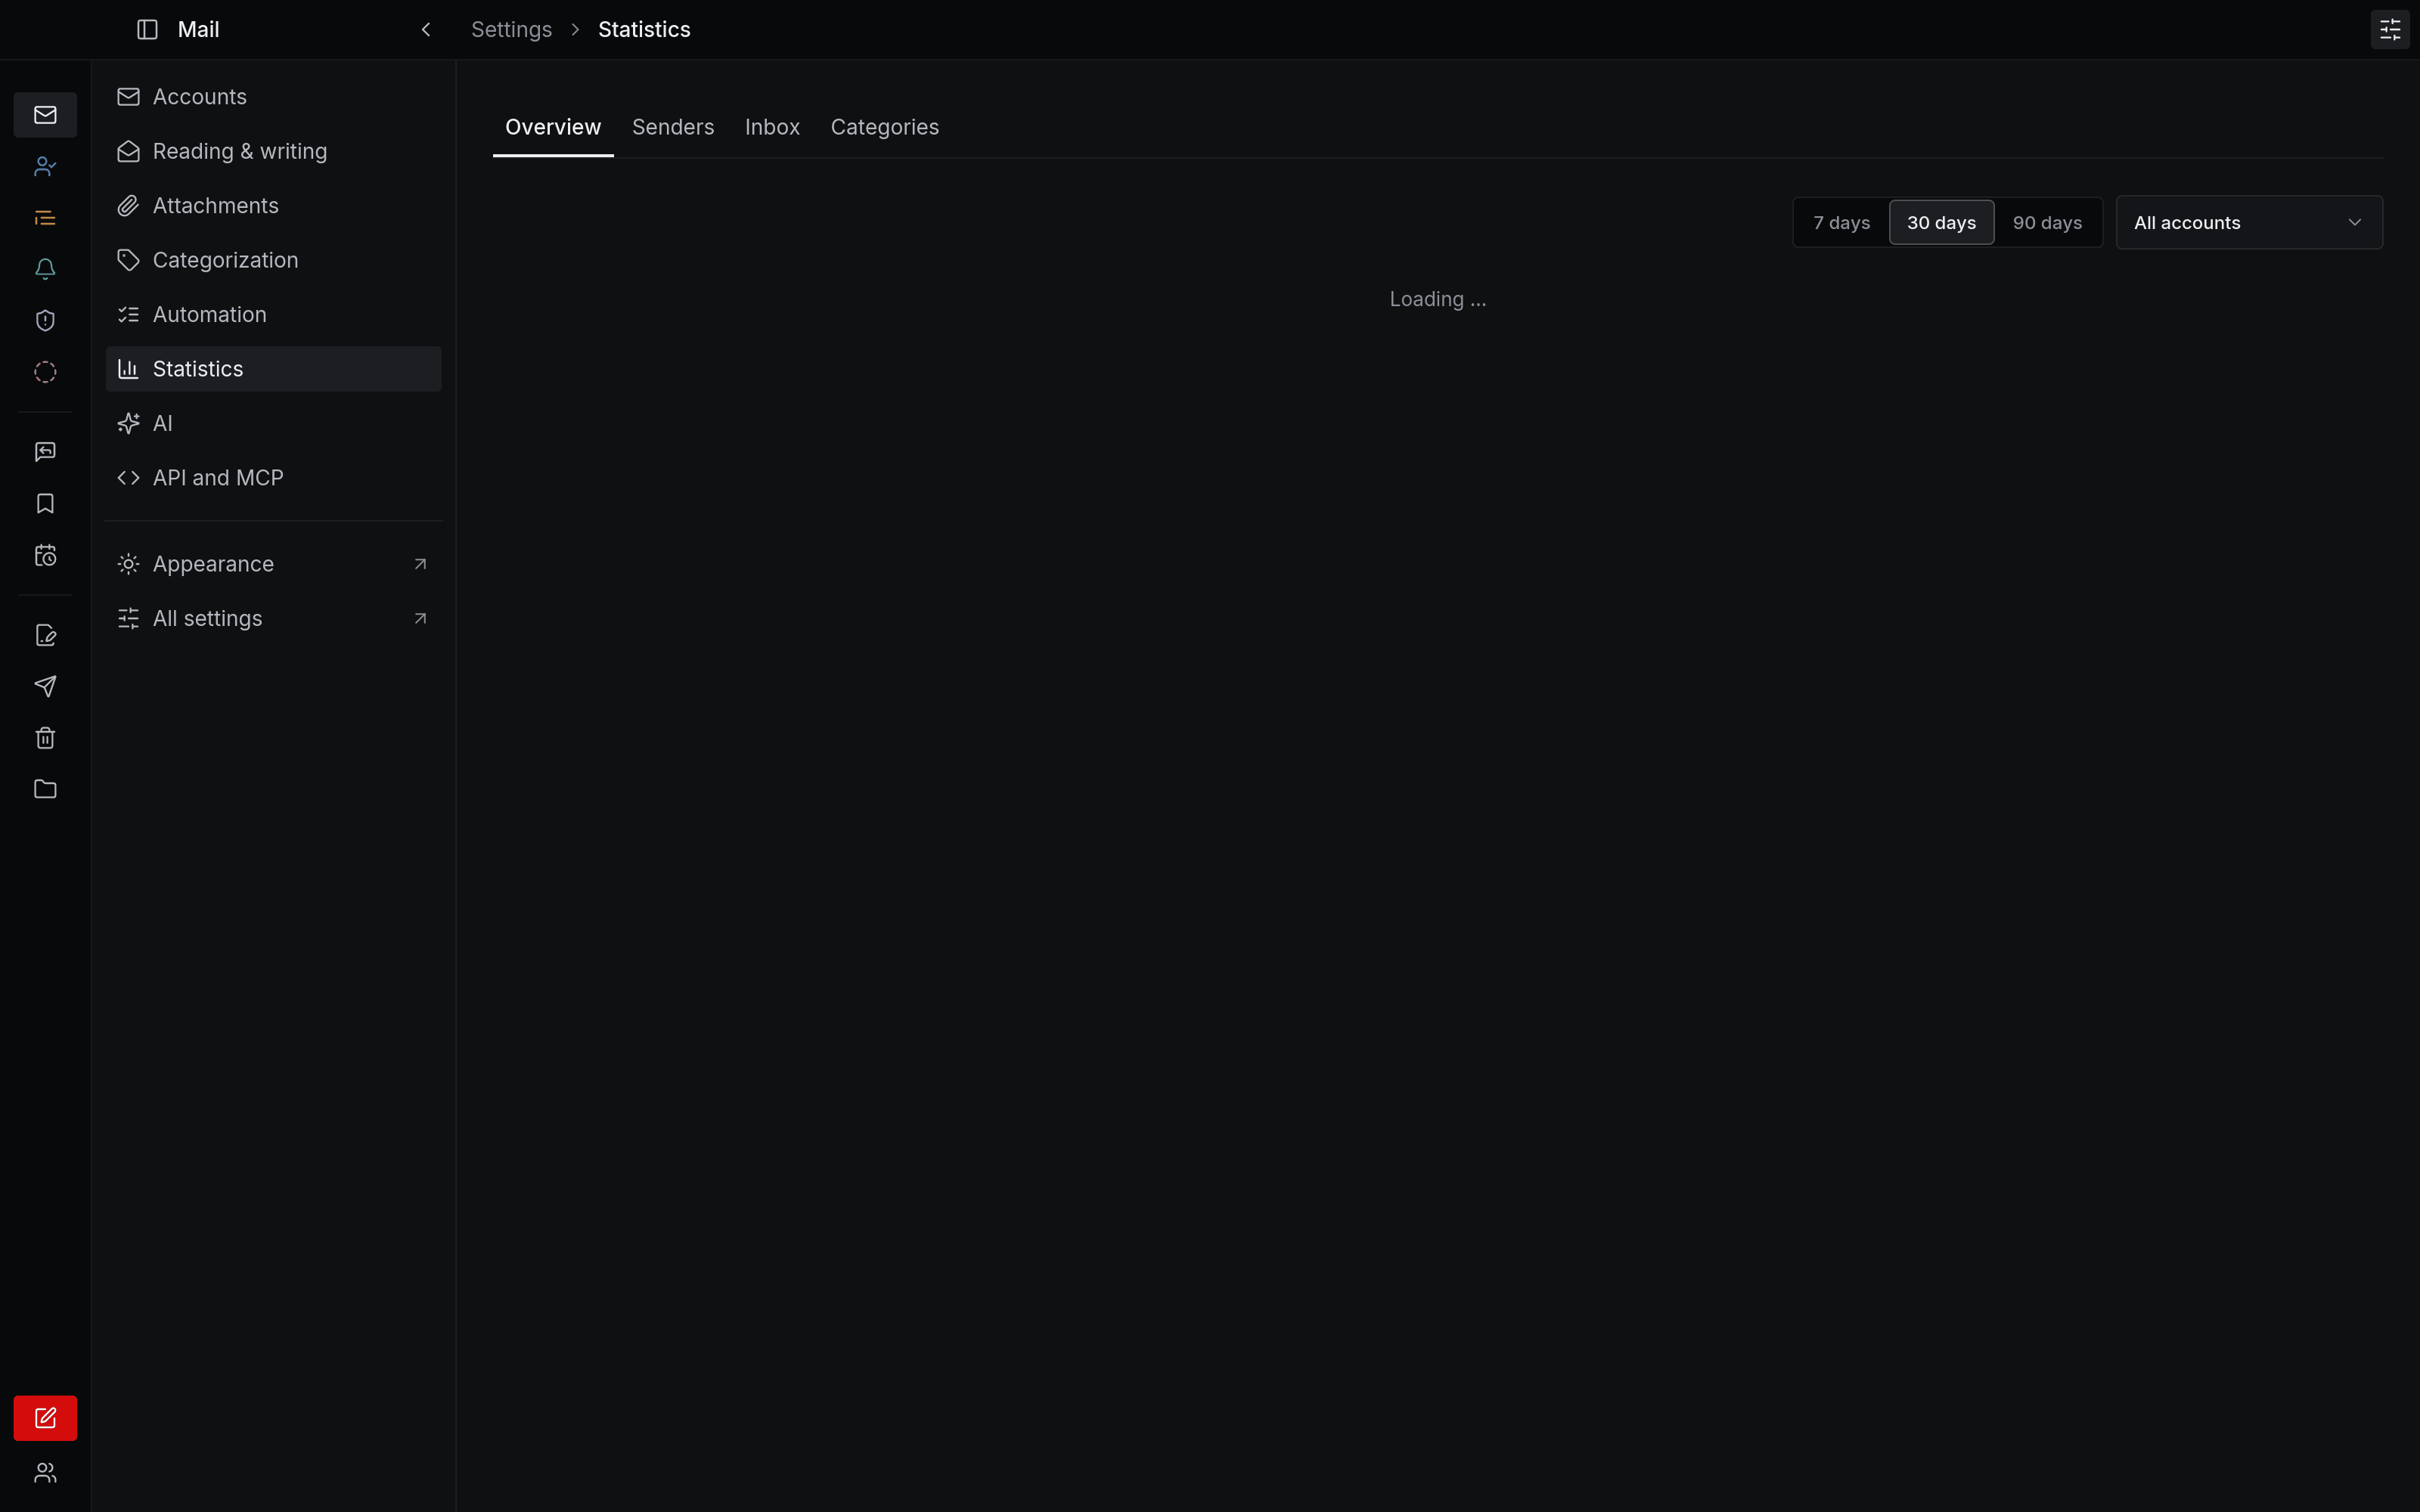 Mail
Settings > Statistics
Accounts
Reading & writing
Attachments
Categorization
Automation
Statistics
AI
API and MCP
Appearance
All settings
Overview Senders Inbox Categories
7 days 30 days 90 days All accounts
Loading ...